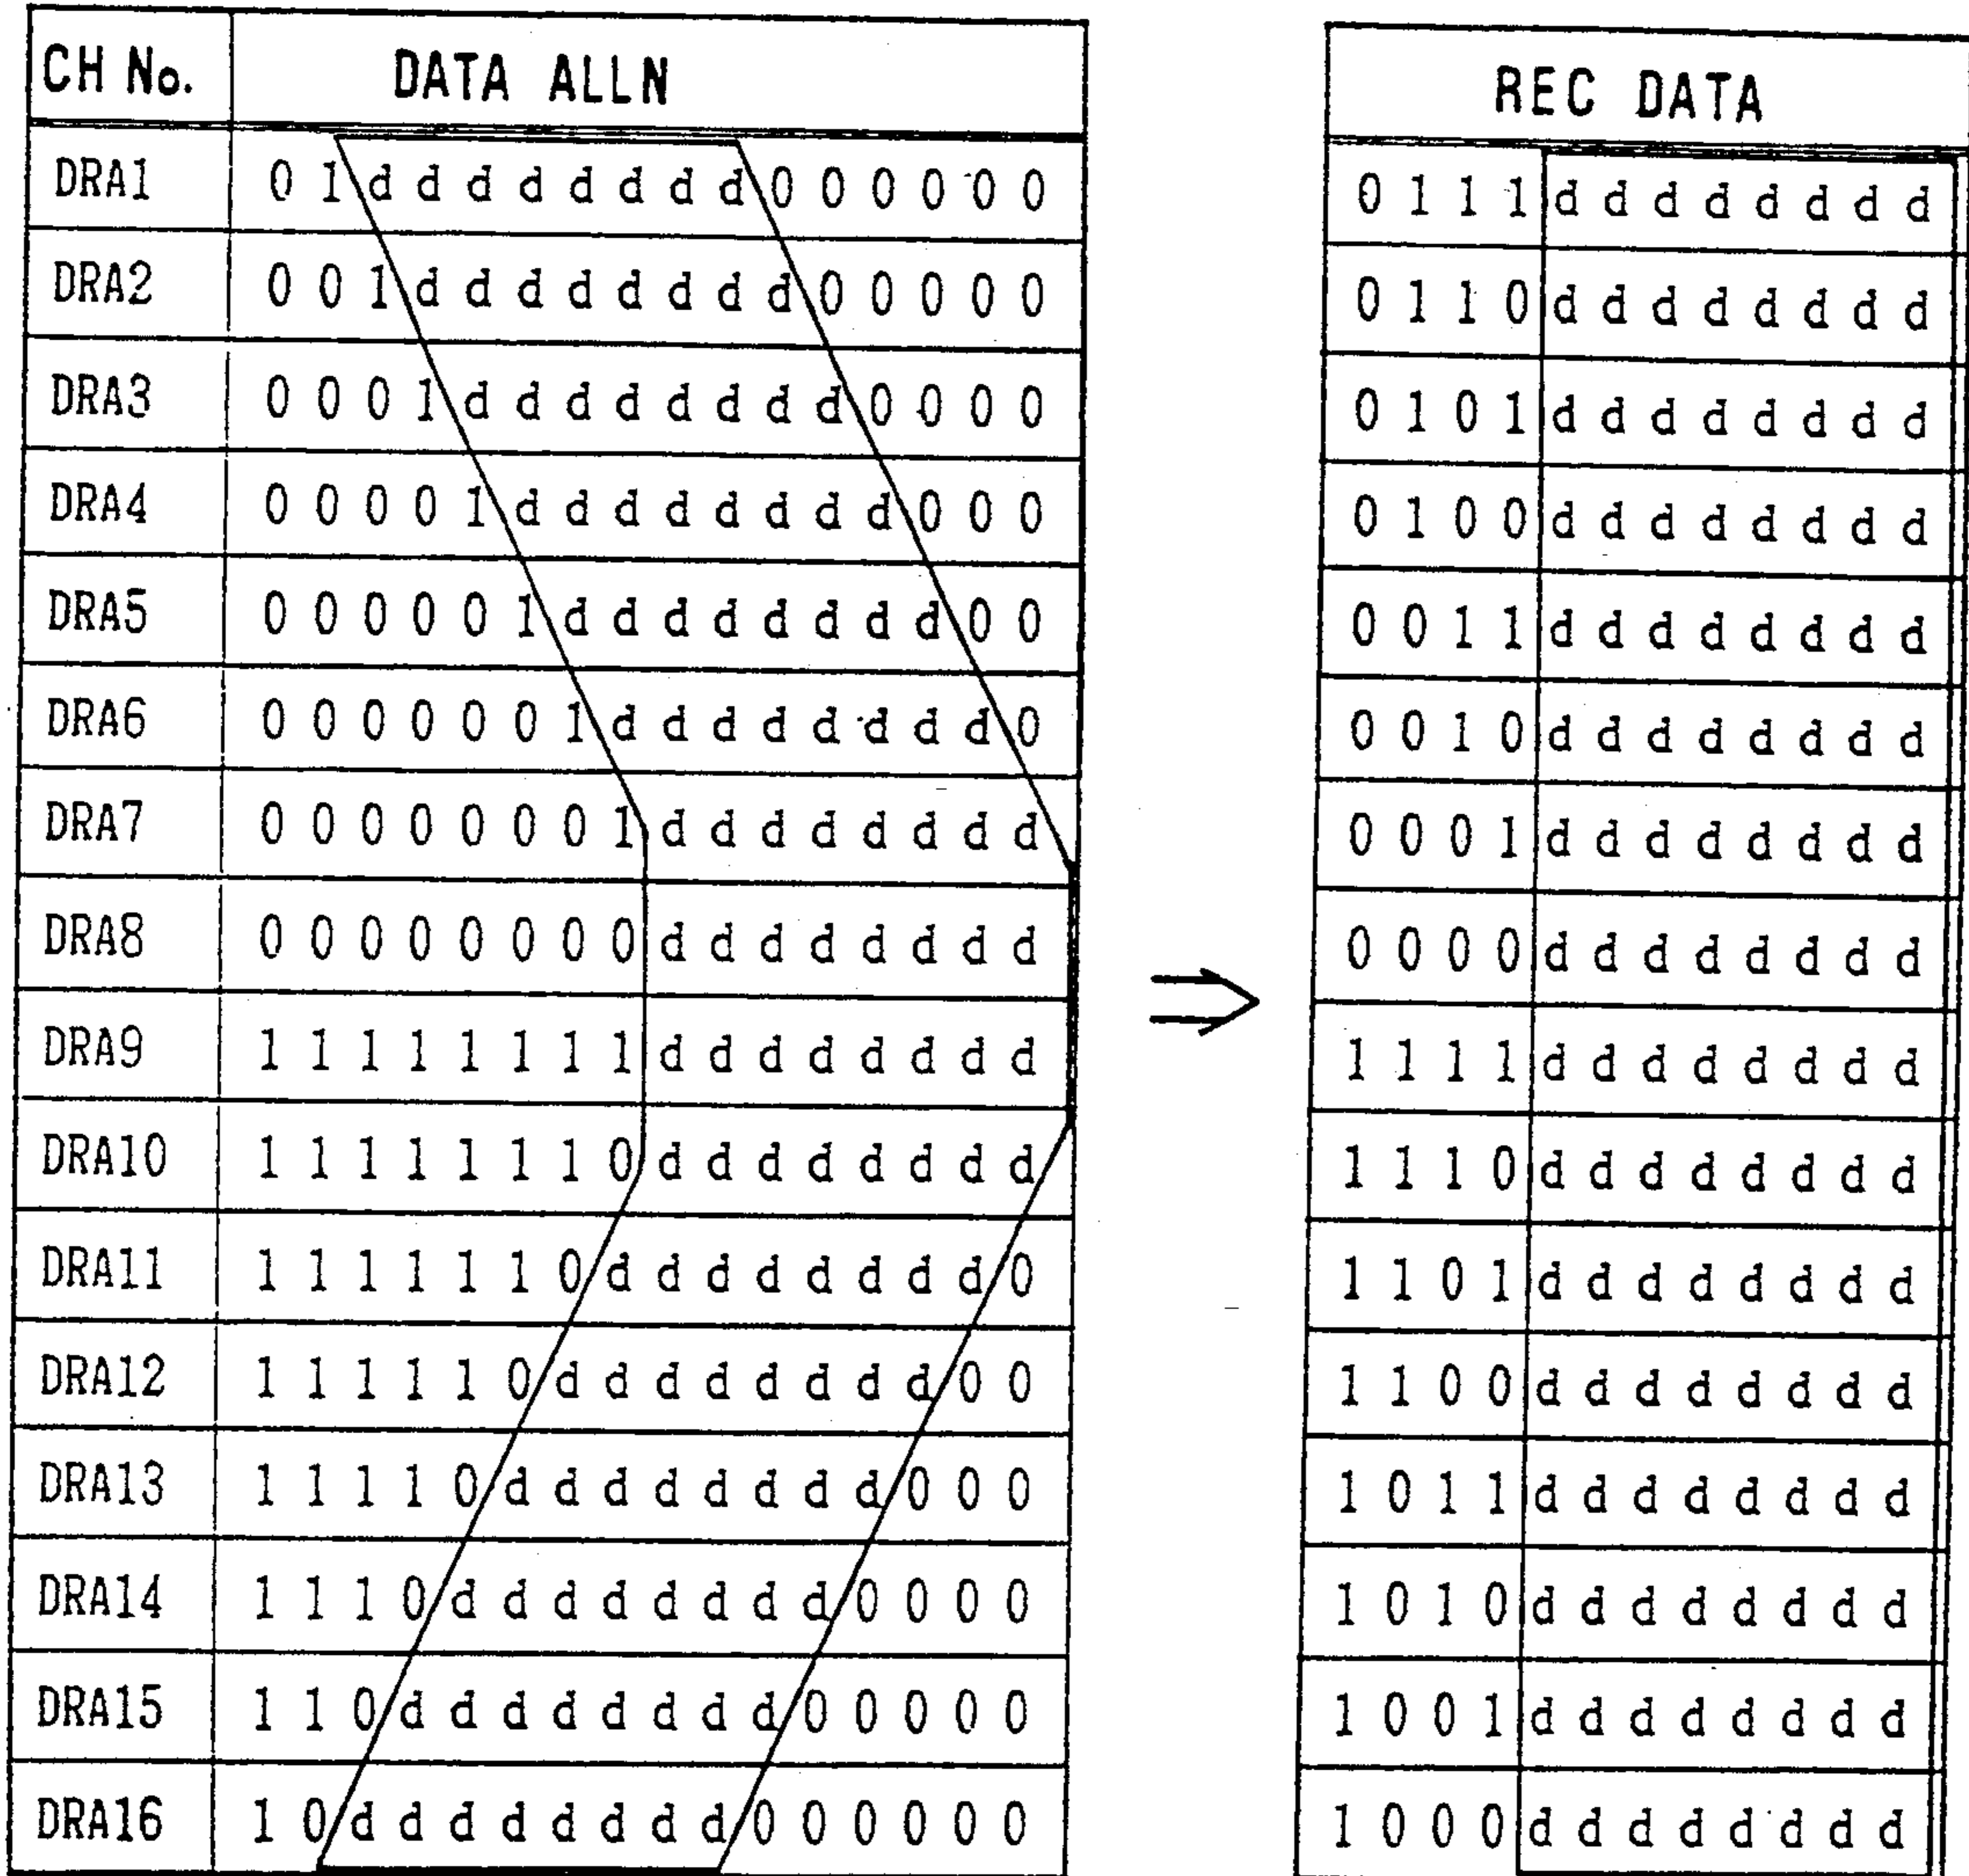 CH No. DATA ALLN REC DATA
DRA1 0 1 d d d d d d d d 0 0 0 0 0 0 0 1 1 1 d d d d d d d d
DRA2 0 0 1 d d d d d d d d 0 0 0 0 0 0 1 1 0 d d d d d d d d
DRA3 0 0 0 1 d d d d d d d d 0 0 0 0 0 1 0 1 d d d d d d d d
DRA4 0 0 0 0 1 d d d d d d d d 0 0 0 0 1 0 0 d d d d d d d d
DRA5 0 0 0 0 0 1 d d d d d d d d 0 0 0 0 1 1 d d d d d d d d
DRA6 0 0 0 0 0 0 1 d d d d d d d d 0 0 0 1 0 d d d d d d d d
DRA7 0 0 0 0 0 0 0 1 d d d d d d d d 0 0 0 1 d d d d d d d d
DRA8 0 0 0 0 0 0 0 0 d d d d d d d d 0 0 0 0 d d d d d d d d
DRA9 1 1 1 1 1 1 1 1 d d d d d d d d 1 1 1 1 d d d d d d d d
DRA10 1 1 1 1 1 1 1 0 d d d d d d d d 1 1 1 0 d d d d d d d d
DRA11 1 1 1 1 1 1 0 d d d d d d d d 0 1 1 0 1 d d d d d d d d
DRA12 1 1 1 1 1 0 d d d d d d d d 0 0 1 1 0 0 d d d d d d d d
DRA13 1 1 1 1 0 d d d d d d d d 0 0 0 1 0 1 1 d d d d d d d d
DRA14 1 1 1 0 d d d d d d d d 0 0 0 0 1 0 1 0 d d d d d d d d
DRA15 1 1 0 d d d d d d d d 0 0 0 0 0 1 0 0 1 d d d d d d d d
DRA16 1 0 d d d d d d d d 0 0 0 0 0 0 1 0 0 0 d d d d d d d d